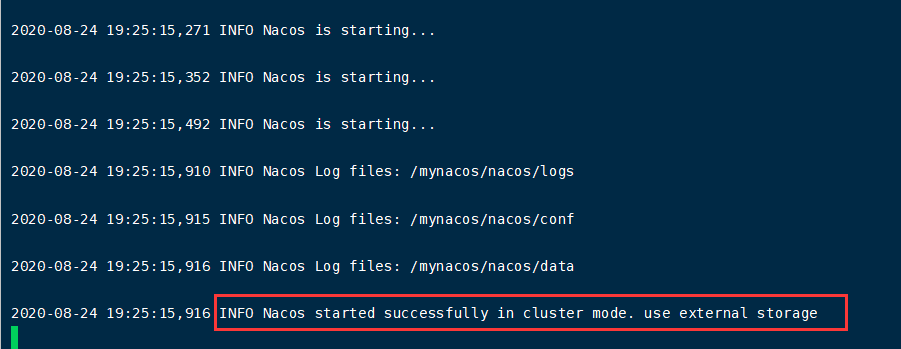 2020-08-24 19:25:15,271 INFO Nacos is starting...
2020-08-24 19:25:15,352 INFO Nacos is starting...
2020-08-24 19:25:15,492 INFO Nacos is starting...
2020-08-24 19:25:15,910 INFO Nacos Log files: /mynacos/nacos/logs
2020-08-24 19:25:15,915 INFO Nacos Log files: /mynacos/nacos/conf
2020-08-24 19:25:15,916 INFO Nacos Log files: /mynacos/nacos/data
2020-08-24 19:25:15,916 INFO Nacos started successfully in cluster mode. use external storage